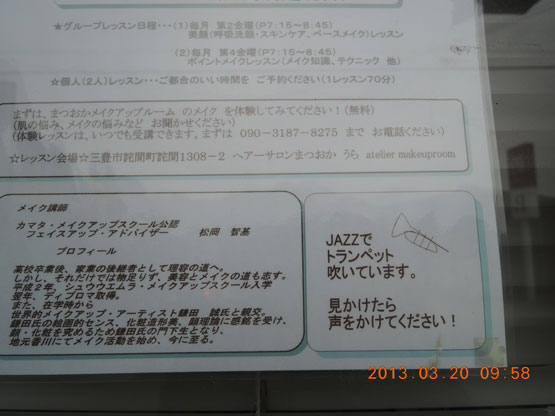 ★グループレッスン日程・・・(1)毎月 第2金曜(P7:15～8:45)
美顔(呼吸洗顔・スキンケア、ベースメイク)レッスン
(2)毎月 第4金曜(P7:15～8:45)
ポイントメイクレッスン(メイク知識、テクニック 他)
★個人(2人)レッスン・・・ご都合のいい時間を ご予約ください(1レッスン70分)
まずは、まつおかメイクアップルーム のメイク を体験してみてください!(無料)
(肌の悩み、メイクの悩みなど お聞かせください)
(体験レッスンは、いつでも受講できます。まずは 090-3187-8275 まで お電話ください)
☆レッスン会場☆三豊市詫間町詫間1308-2 ヘアーサロンまつおか うら atelier makeuproom
メイク講師
カマタ・メイクアップスクール公認
フェイスアップ・アドバイザー 松岡 智基
プロフィール
高校卒業後、家業の後継者として理容の道へ。
しかし、それだけでは物足りず、美容とメイクの道も志す。
平成2年、シュウウエムラ・メイクアップスクール入学
翌年、ディプロマ取得。
また、在学時から
世界的メイクアップ・アーティスト鎌田 誠氏と親交。
鎌田氏の絵画的センス、化粧造形美、顔理論に感銘を受け、
・化粧を究めるため鎌田氏の門下生となり、
地元香川にてメイク活動を始め、今に至る。
JAZZで
トランペット
吹いています。
見かけたら
声をかけてください!
2013.03.20 09:58